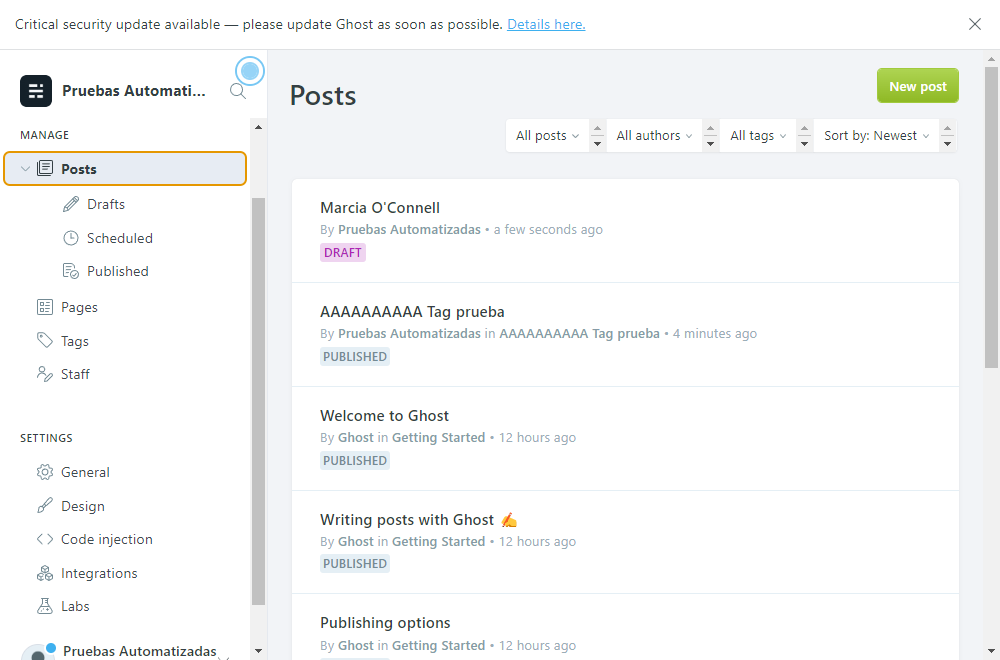 Critical security update available — please update Ghost as soon as possible. Details here.
Pruebas Automati...
MANAGE
Posts
Drafts
Scheduled
Published
Pages
Tags
Staff
SETTINGS
General
Design
Code injection
Integrations
Labs
Pruebas Automatizadas
Posts
New post
All posts
All authors
All tags
Sort by: Newest
Marcia O'Connell
By Pruebas Automatizadas • a few seconds ago
DRAFT
AAAAAAAAAA Tag prueba
By Pruebas Automatizadas in AAAAAAAAAA Tag prueba • 4 minutes ago
PUBLISHED
Welcome to Ghost
By Ghost in Getting Started • 12 hours ago
PUBLISHED
Writing posts with Ghost ✍️
By Ghost in Getting Started • 12 hours ago
PUBLISHED
Publishing options
By Ghost in Getting Started • 12 hours ago